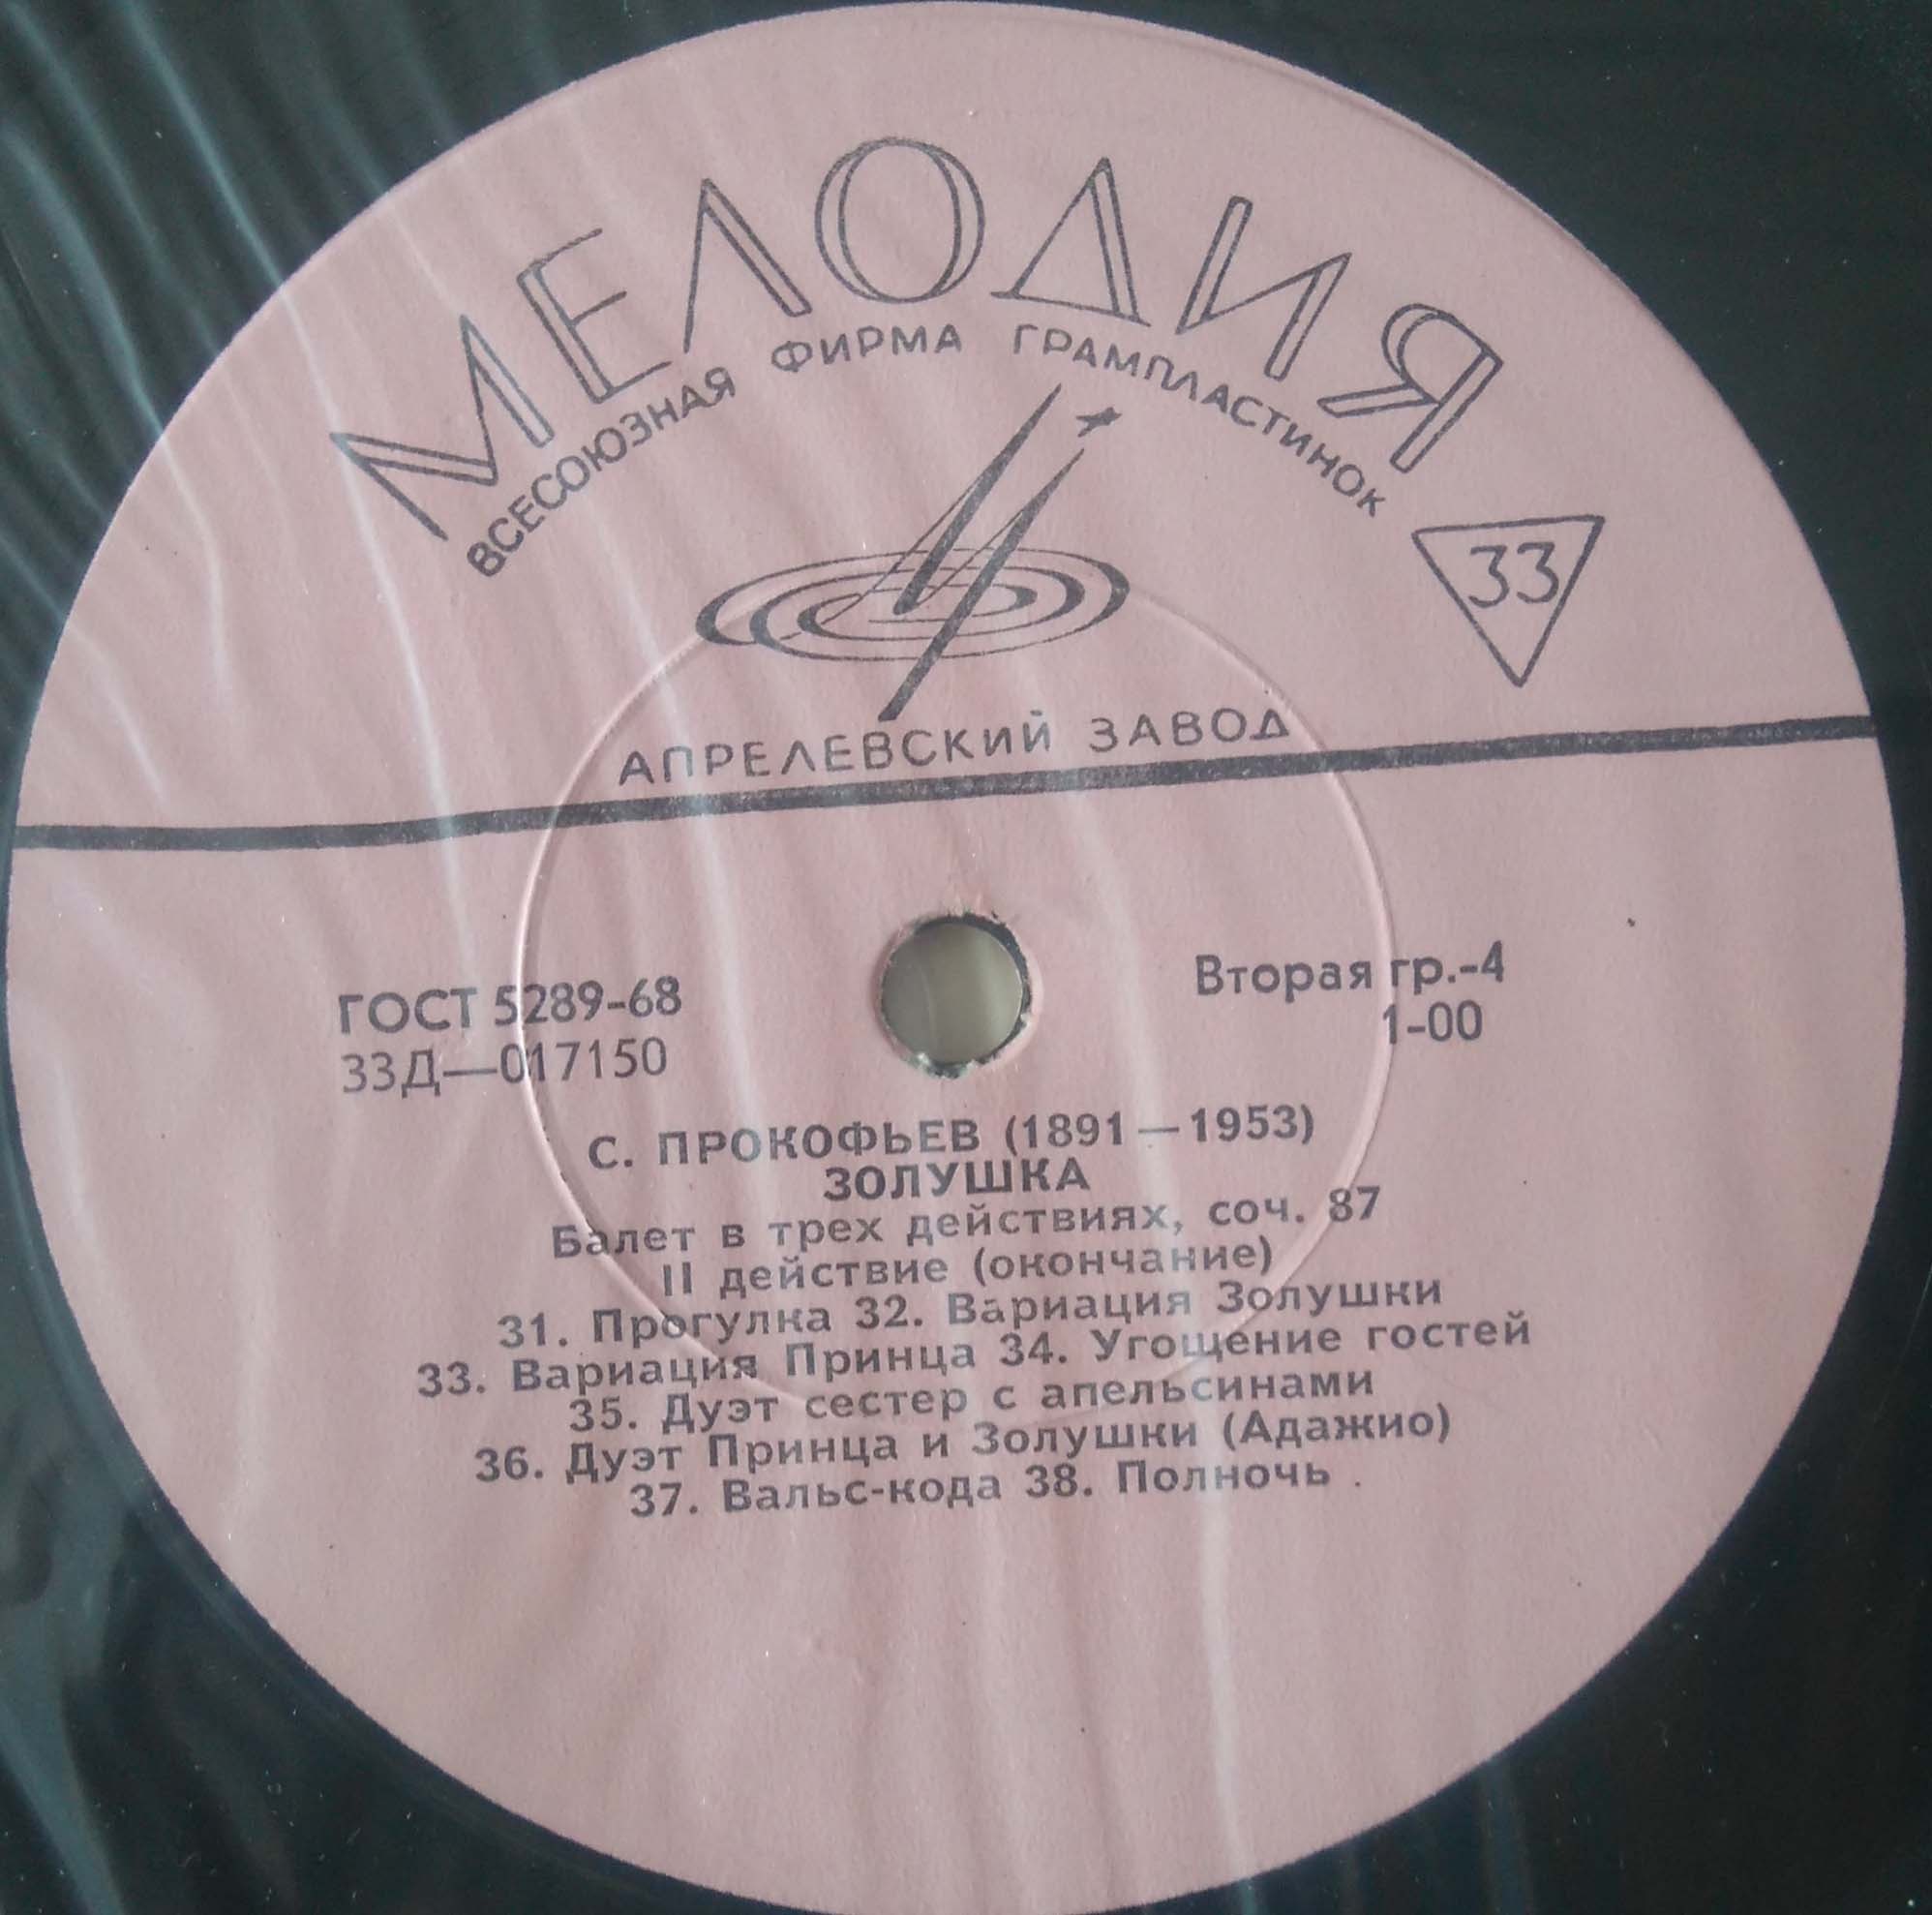 МЕЛОДИЯ
ВСЕСОЮЗНАЯ ФИРМА ГРАМПЛАСТИНОК
33
АПРЕЛЕВСКИЙ ЗАВОД
ГОСТ 5289-68
33Д—017150
Вторая гр.-4
1-00
С. ПРОКОФЬЕВ (1891—1953)
ЗОЛУШКА
Балет в трех действиях, соч. 87
II действие (окончание)
31. Прогулка 32. Вариация Золушки
33. Вариация Принца 34. Угощение гостей
35. Дуэт сестер с апельсинами
36. Дуэт Принца и Золушки (Адажио)
37. Вальс-кода 38. Полночь .